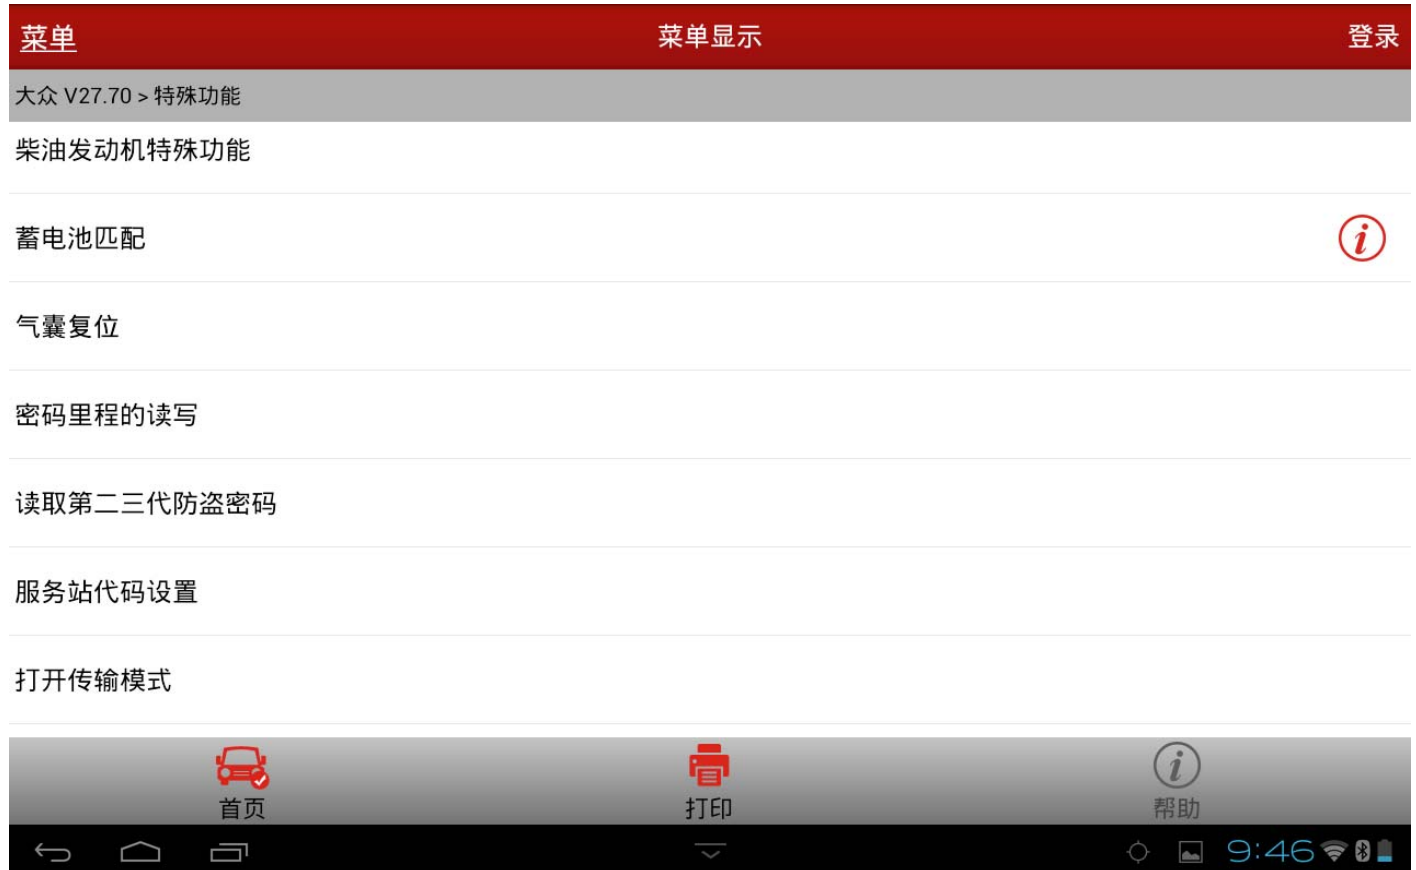 菜单
菜单显示
登录
大众 V27.70 > 特殊功能
柴油发动机特殊功能
蓄电池匹配
气囊复位
密码里程的读写
读取第二三代防盗密码
服务站代码设置
打开传输模式
首页
打印
帮助
9:46